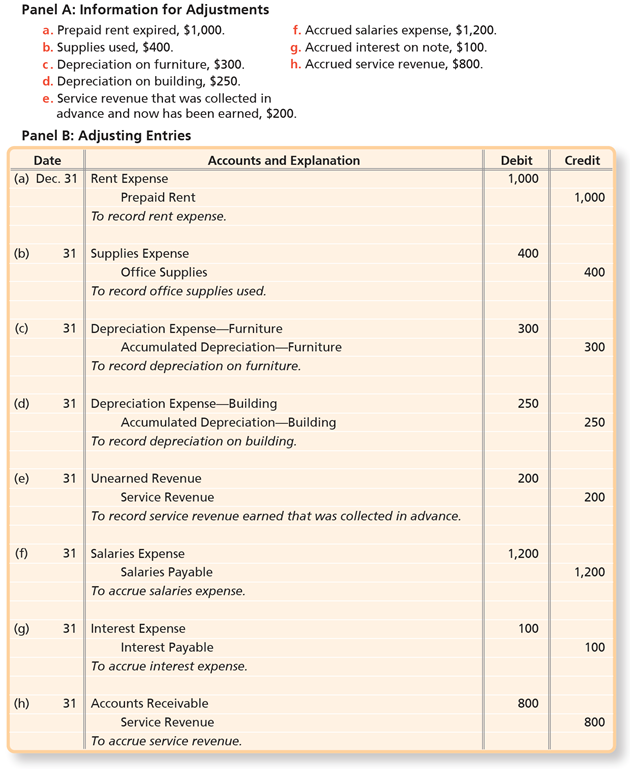 Panel A: Information for Adjustments
a. Prepaid rent expired, $1,000.
b. Supplies used, $400.
c. Depreciation on furniture, $300.
d. Depreciation on building, $250.
e. Service revenue that was collected in
advance and now has been earned, $200.
f. Accrued salaries expense, $1,200.
g. Accrued interest on note, $100.
h. Accrued service revenue, $800.
Panel B: Adjusting Entries
Date Accounts and Explanation Debit Credit
(a) Dec. 31 Rent Expense 1,000
Prepaid Rent 1,000
To record rent expense.
(b) 31 Supplies Expense 400
Office Supplies 400
To record office supplies used.
(c) 31 Depreciation Expense—Furniture 300
Accumulated Depreciation—Furniture 300
To record depreciation on furniture.
(d) 31 Depreciation Expense—Building 250
Accumulated Depreciation—Building 250
To record depreciation on building.
(e) 31 Unearned Revenue 200
Service Revenue 200
To record service revenue earned that was collected in advance.
(f) 31 Salaries Expense 1,200
Salaries Payable 1,200
To accrue salaries expense.
(g) 31 Interest Expense 100
Interest Payable 100
To accrue interest expense.
(h) 31 Accounts Receivable 800
Service Revenue 800
To accrue service revenue.